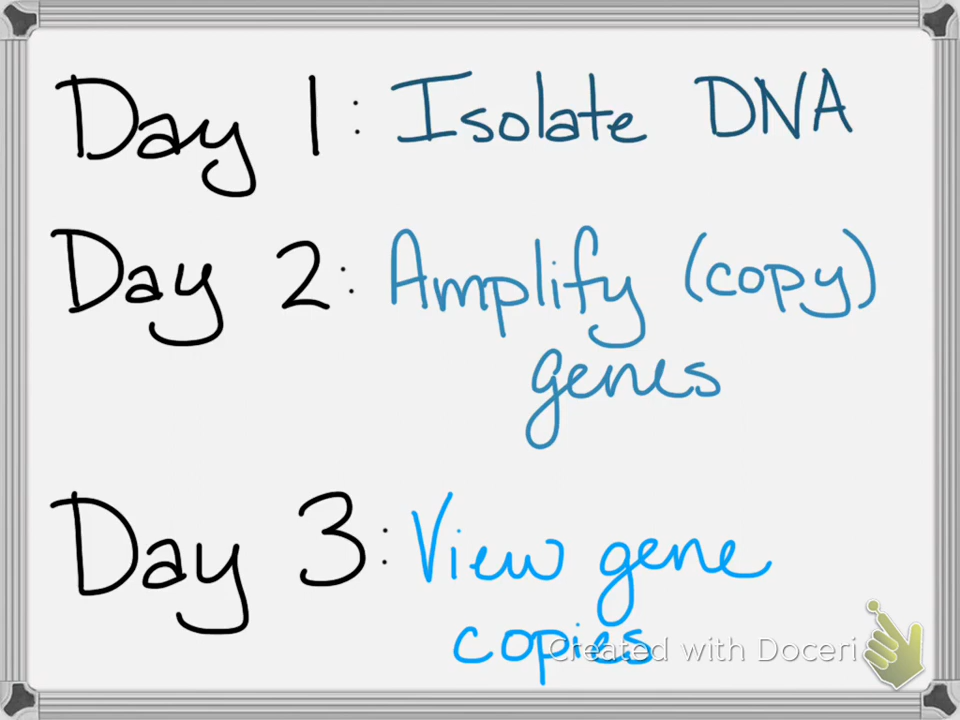 Day 1: Isolate DNA
Day 2: Amplify (copy)
genes
Day 3: View gene
copies
Created with Doceri